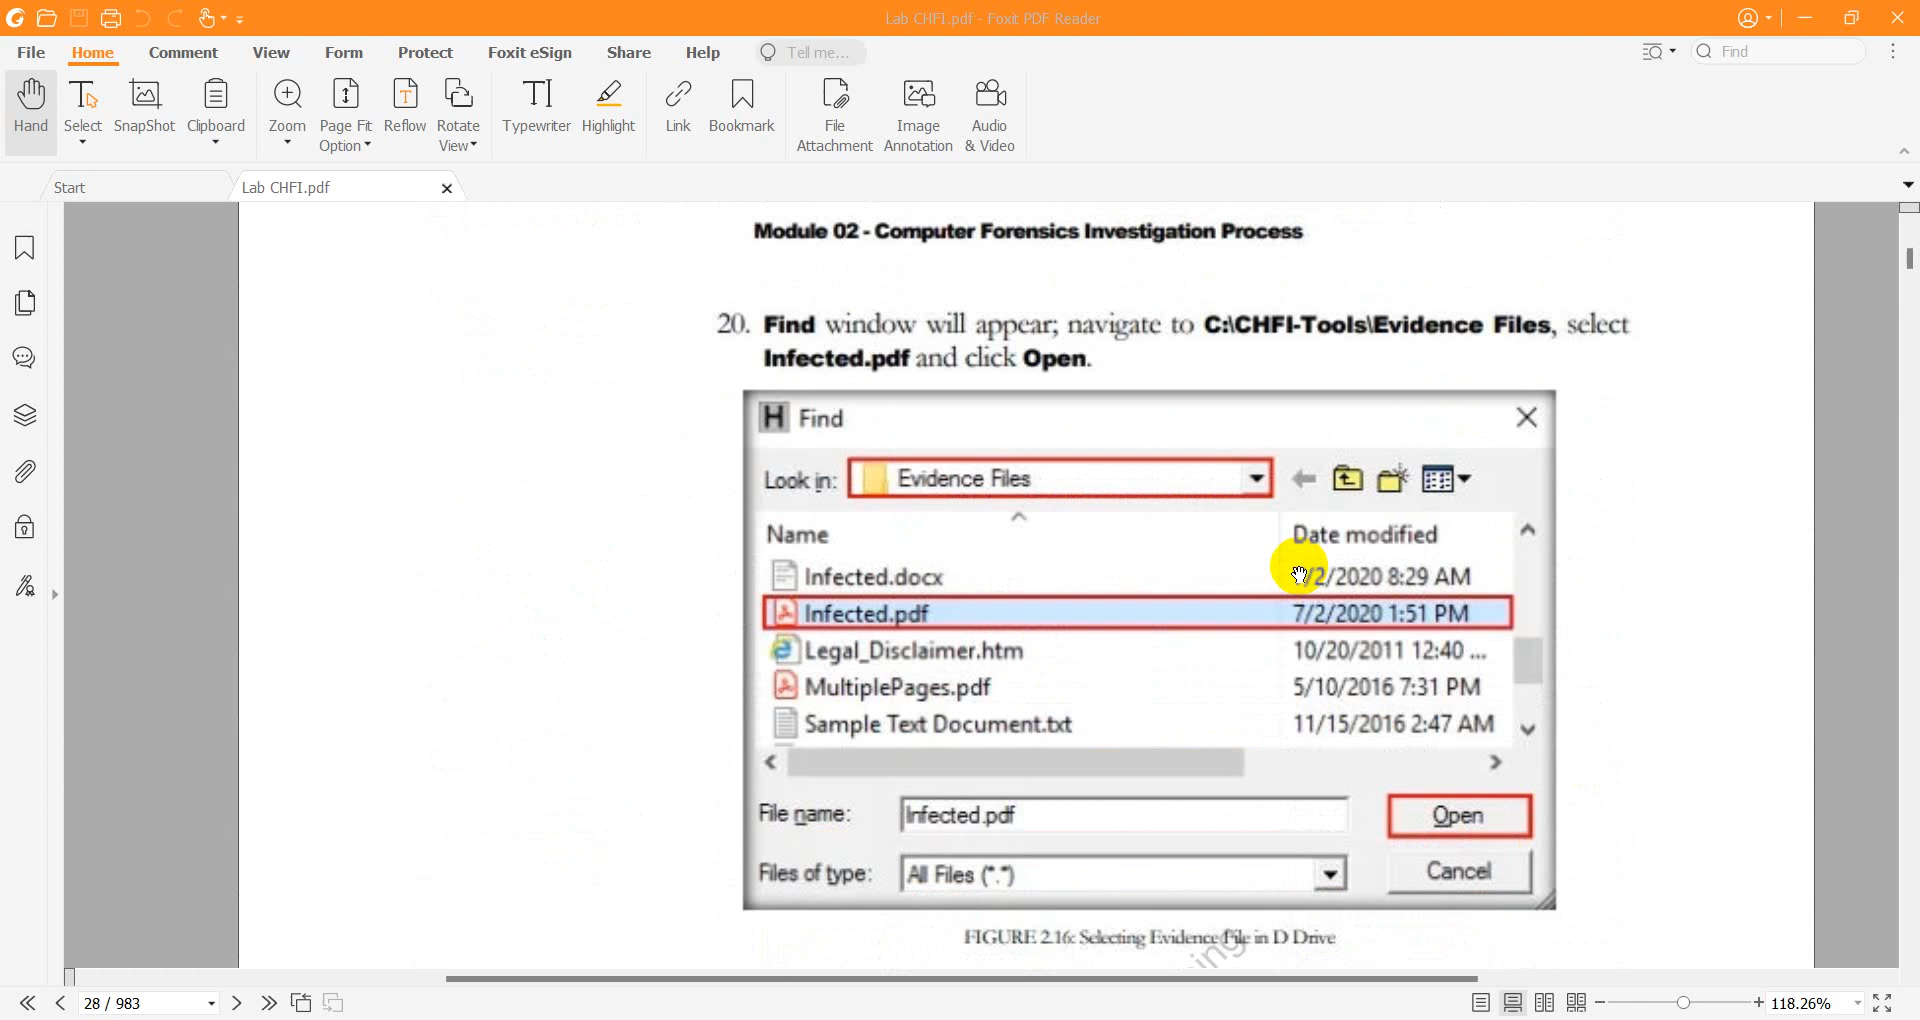 Lab CHFI.pdf - Foxit PDF Reader
File Home Comment View Form Protect Foxit eSign Share Help Tell me... Find
Hand Select SnapShot Clipboard Zoom Page Fit Option Reflow Rotate View Typewriter Highlight Link Bookmark File Attachment Image Annotation Audio & Video
Start Lab CHFI.pdf
Module 02 - Computer Forensics Investigation Process
20. Find window will appear; navigate to C:\CHFI-Tools\Evidence Files, select
Infected.pdf and click Open.
H Find
Look in: Evidence Files
Name Date modified
Infected.docx /2/2020 8:29 AM
Infected.pdf 7/2/2020 1:51 PM
Legal_Disclaimer.htm 10/20/2011 12:40 ...
MultiplePages.pdf 5/10/2016 7:31 PM
Sample Text Document.txt 11/15/2016 2:47 AM
File name: Infected.pdf Open
Files of type: All Files (*.*) Cancel
FIGURE 2.16: Selecting Evidence File in D Drive
ing
28 / 983 118.26%